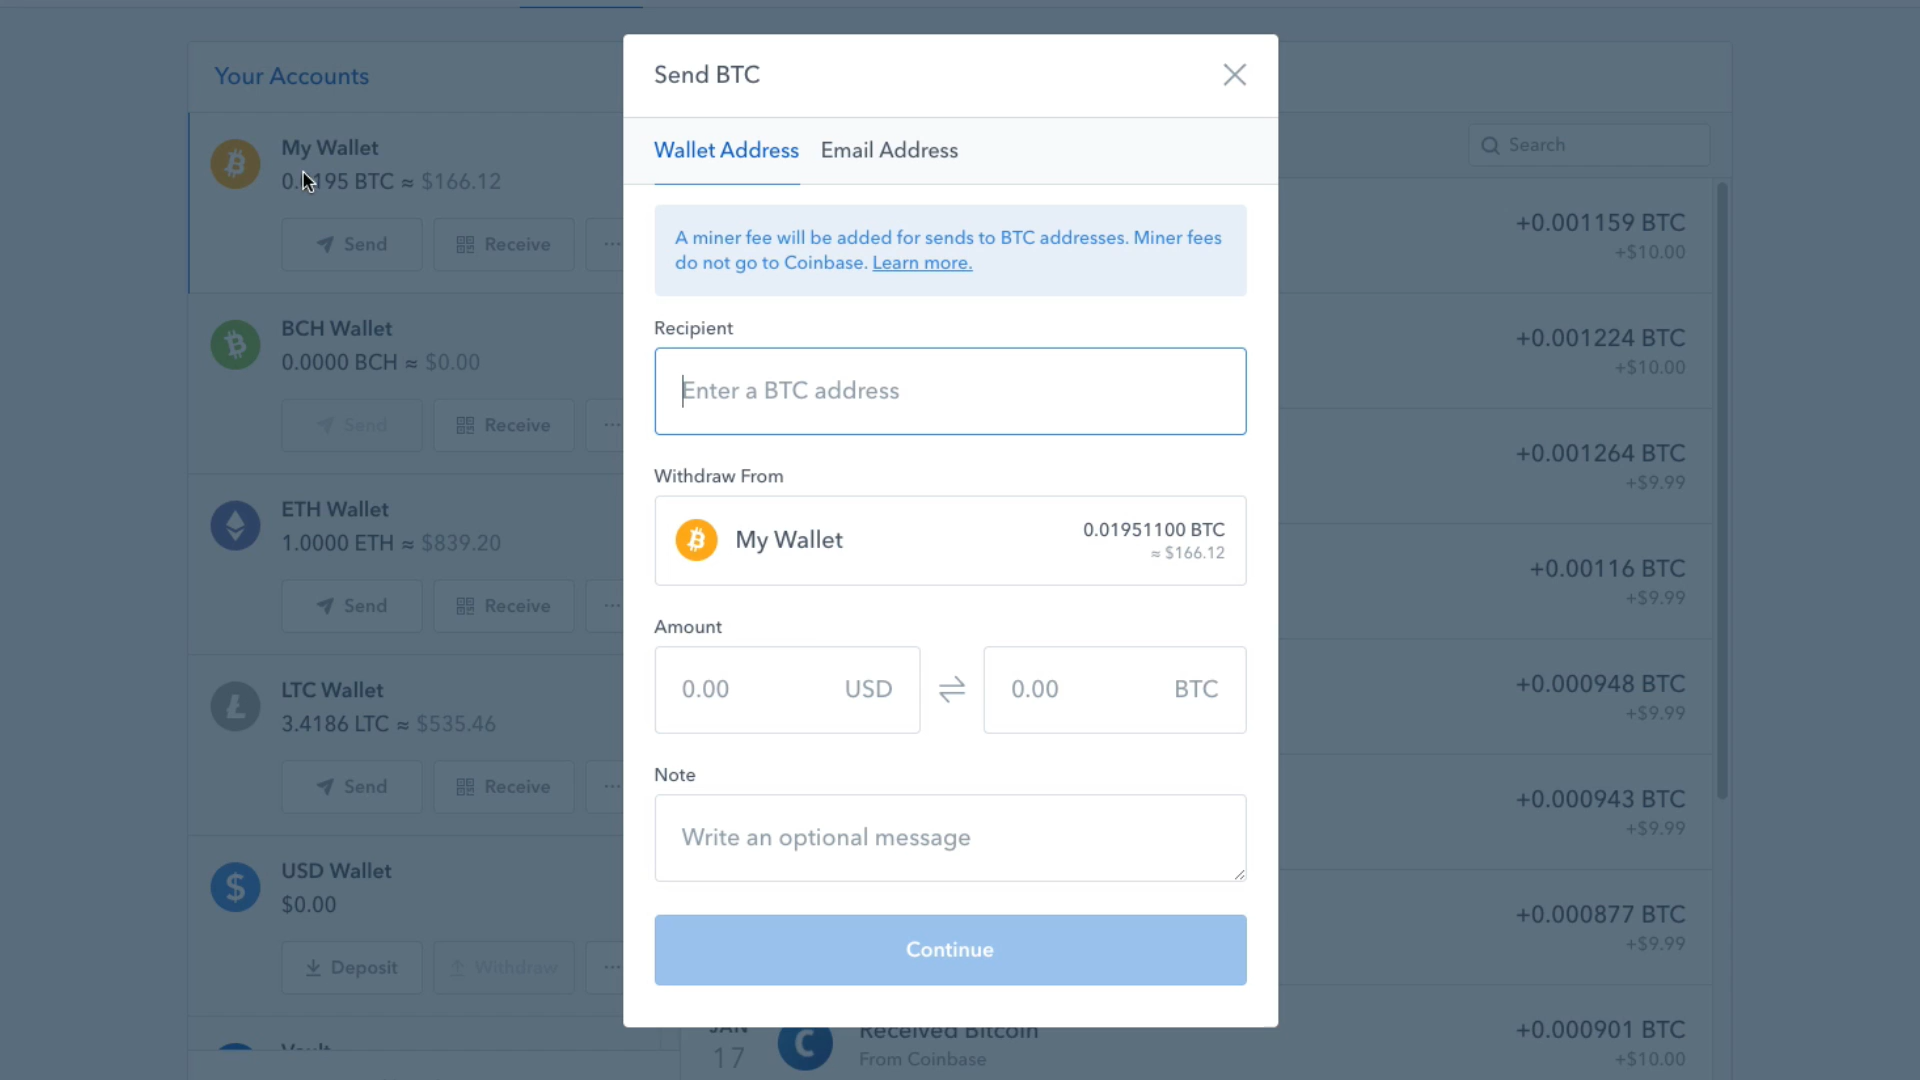 Your Accounts
My Wallet
0.0195 BTC ≈ $166.12
Send
Receive
BCH Wallet
0.0000 BCH ≈ $0.00
Send
Receive
ETH Wallet
1.0000 ETH ≈ $839.20
Send
Receive
LTC Wallet
3.4186 LTC ≈ $535.46
Send
Receive
USD Wallet
$0.00
Deposit
Withdraw
Vault
Send BTC
Wallet Address
Email Address
A miner fee will be added for sends to BTC addresses. Miner fees
do not go to Coinbase. Learn more.
Recipient
Enter a BTC address
Withdraw From
My Wallet
0.01951100 BTC
≈ $166.12
Amount
0.00 USD
0.00 BTC
Note
Write an optional message
Continue
Search
+0.001159 BTC
+$10.00
+0.001224 BTC
+$10.00
+0.001264 BTC
+$9.99
+0.00116 BTC
+$9.99
+0.000948 BTC
+$9.99
+0.000943 BTC
+$9.99
+0.000877 BTC
+$9.99
JAN
17
Received Bitcoin
From Coinbase
+0.000901 BTC
+$10.00